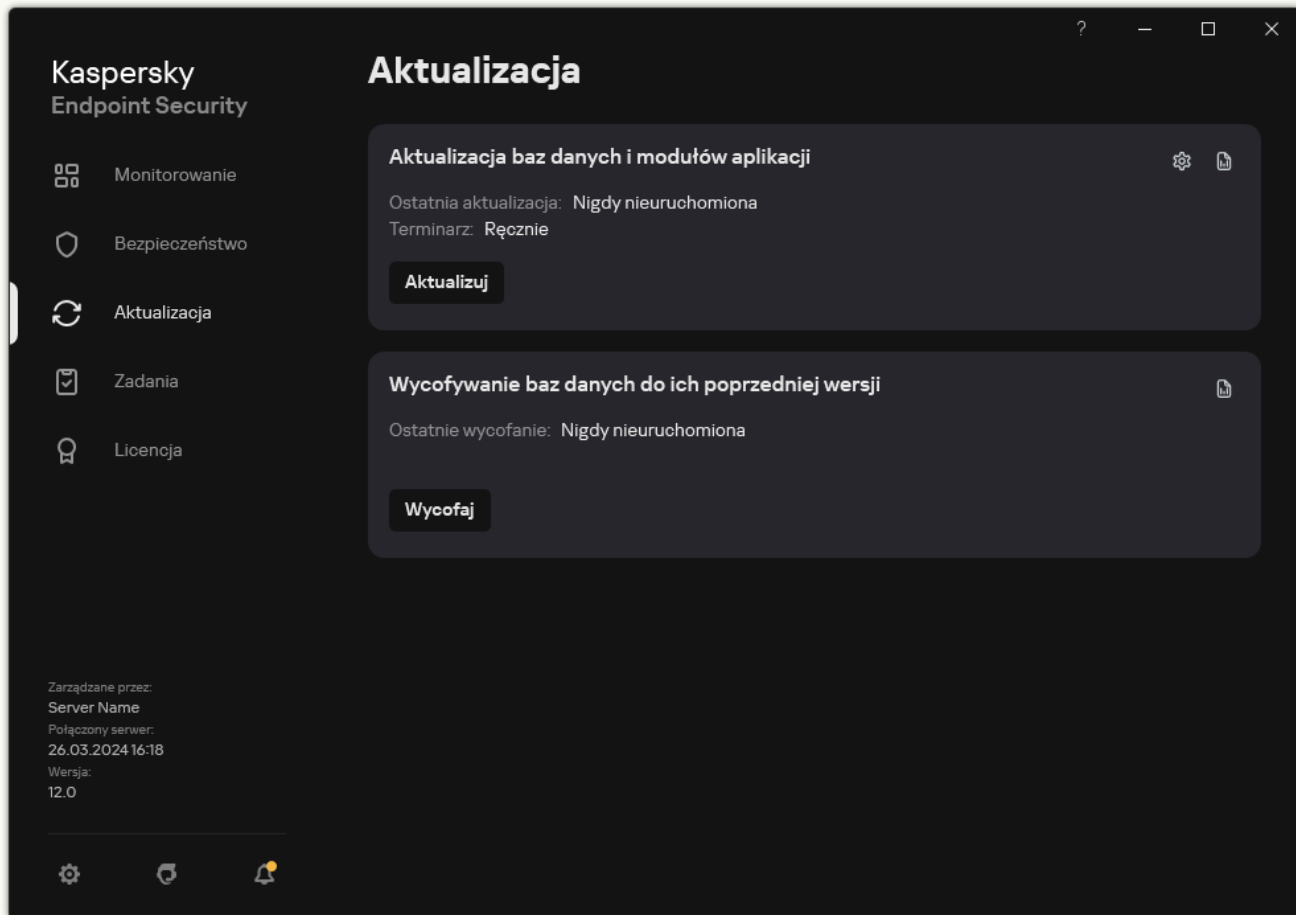 ?
Kaspersky
Endpoint Security
Monitorowanie
Bezpieczeństwo
Aktualizacja
Zadania
Licencja
Zarządzane przez:
Server Name
Połączony serwer:
26.03.2024 16:18
Wersja:
12.0
Aktualizacja
Aktualizacja baz danych i modułów aplikacji
Ostatnia aktualizacja: Nigdy nieuruchomiona
Terminarz: Ręcznie
Aktualizuj
Wycofywanie baz danych do ich poprzedniej wersji
Ostatnie wycofanie: Nigdy nieuruchomiona
Wycofaj